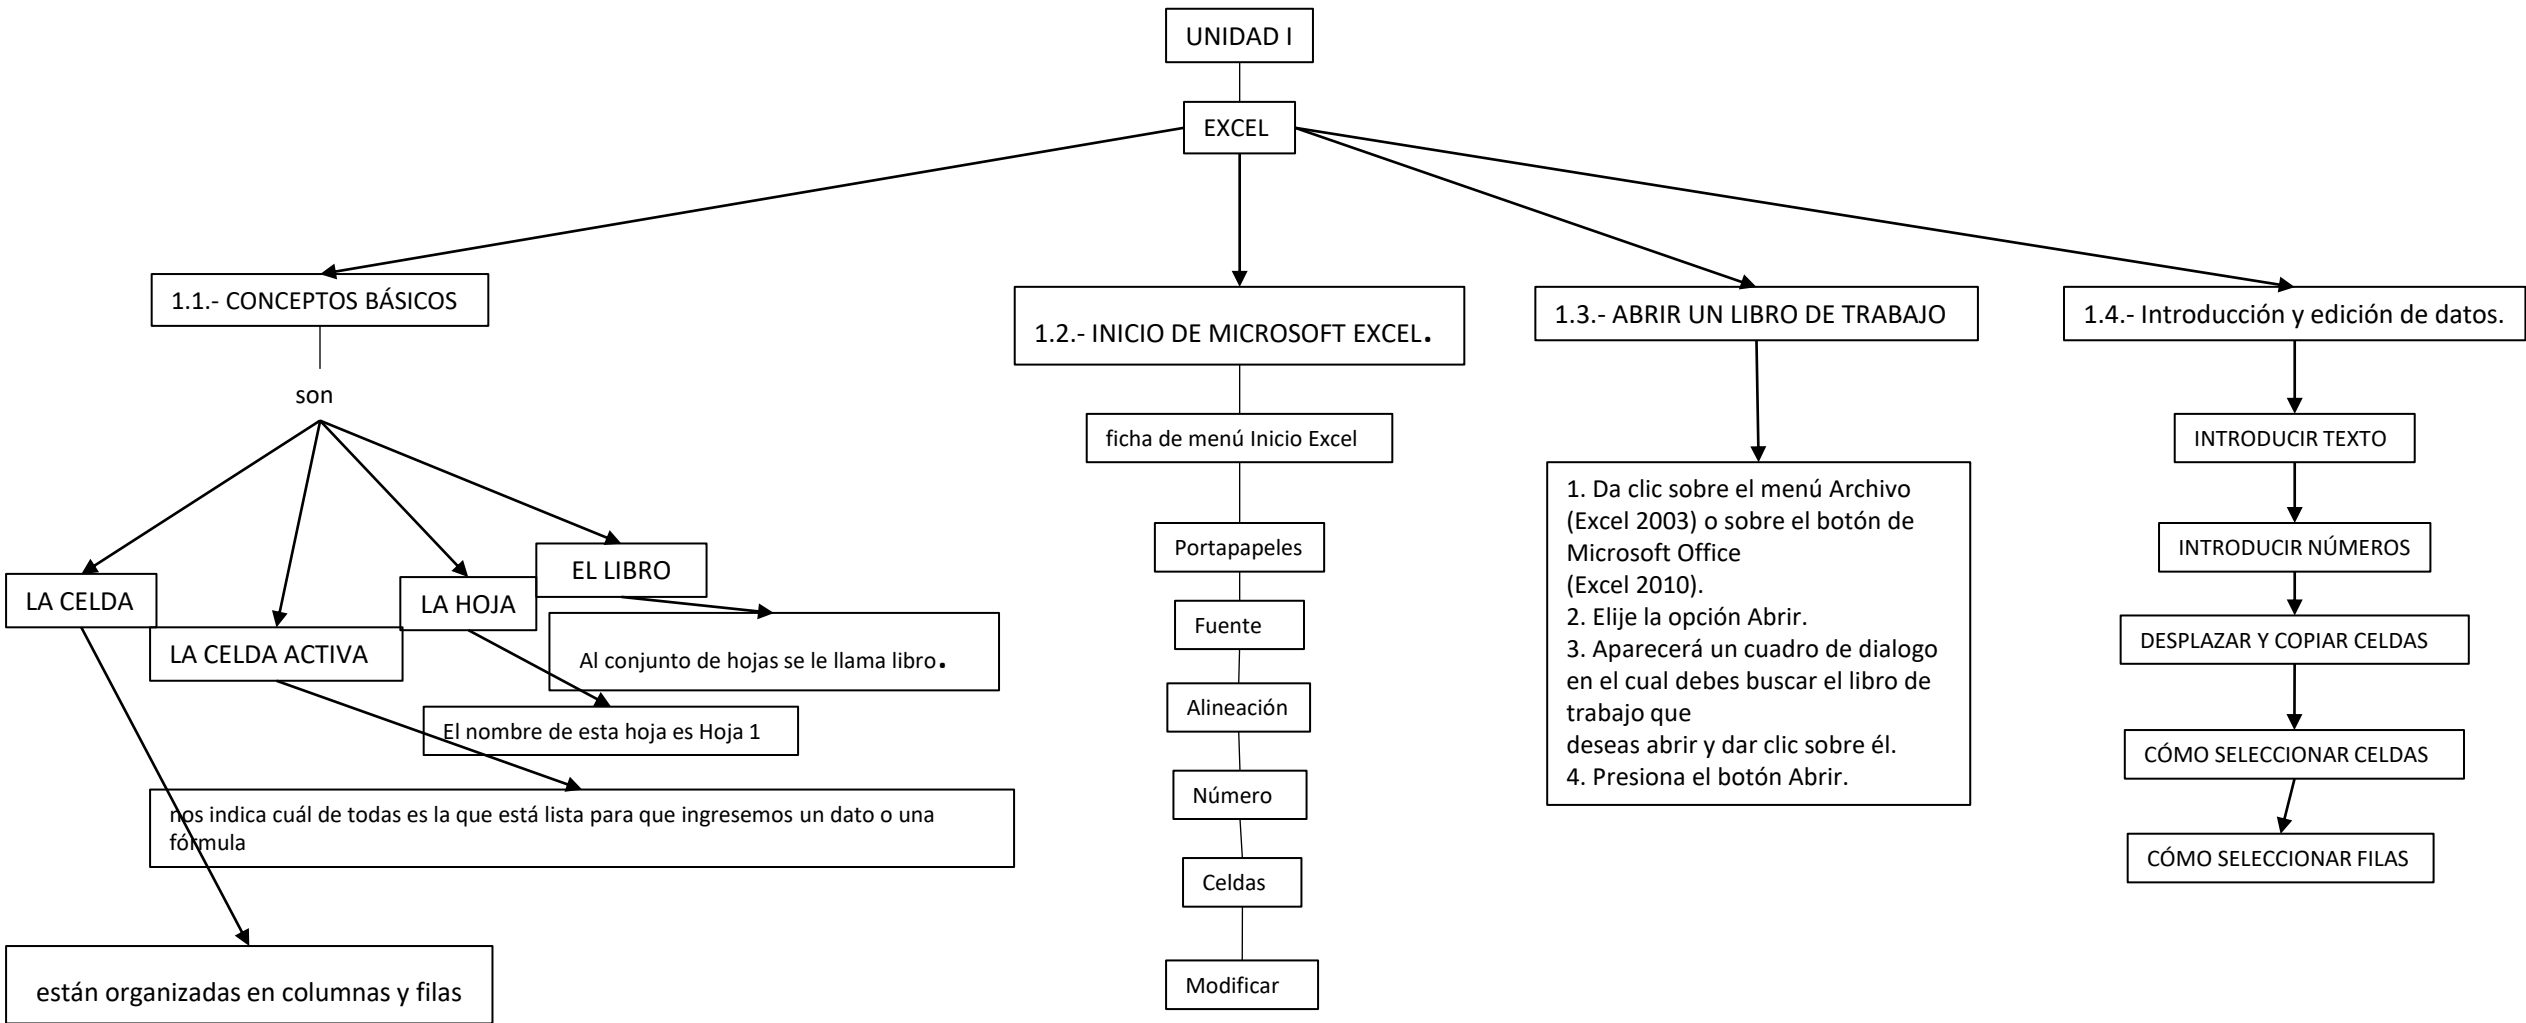 UNIDAD I
EXCEL
1.1.- CONCEPTOS BÁSICOS
son
LA CELDA
LA CELDA ACTIVA
LA HOJA
EL LIBRO
Al conjunto de hojas se le llama libro.
El nombre de esta hoja es Hoja 1
nos indica cuál de todas es la que está lista para que ingresemos un dato o una
fórmula
están organizadas en columnas y filas
1.2.- INICIO DE MICROSOFT EXCEL.
ficha de menú Inicio Excel
Portapapeles
Fuente
Alineación
Número
Celdas
Modificar
1.3.- ABRIR UN LIBRO DE TRABAJO
1. Da clic sobre el menú Archivo
(Excel 2003) o sobre el botón de
Microsoft Office
(Excel 2010).
2. Elije la opción Abrir.
3. Aparecerá un cuadro de dialogo
en el cual debes buscar el libro de
trabajo que
deseas abrir y dar clic sobre él.
4. Presiona el botón Abrir.
1.4.- Introducción y edición de datos.
INTRODUCIR TEXTO
INTRODUCIR NÚMEROS
DESPLAZAR Y COPIAR CELDAS
CÓMO SELECCIONAR CELDAS
CÓMO SELECCIONAR FILAS